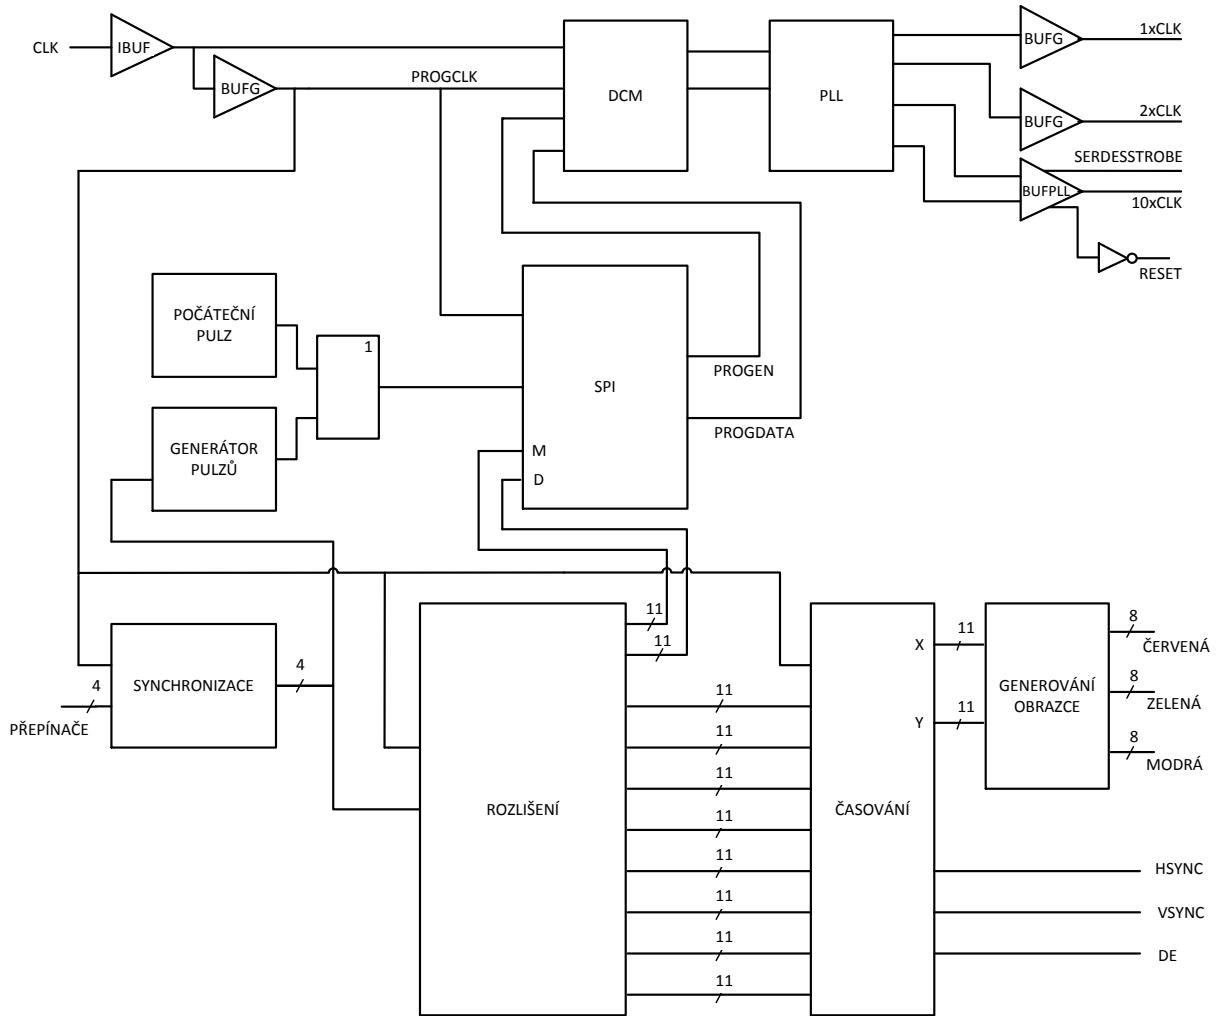 CLK
IBUF
BUFG
PROGCLK
DCM
PLL
BUFG
1xCLK
BUFG
2xCLK
SERDESSTROBE
BUFPLL
10xCLK
RESET
POČÁTEČNÍ
PULZ
1
GENERÁTOR
PULZŮ
SPI
M
D
PROGEN
PROGDATA
SYNCHRONIZACE
4
PŘEPÍNAČE
4
ROZLIŠENÍ
11
11
11
11
11
11
11
11
11
11
ČASOVÁNÍ
X
Y
11
11
GENEROVÁNÍ
OBRAZCE
8
ČERVENÁ
8
ZELENÁ
8
MODRÁ
HSYNC
VSYNC
DE